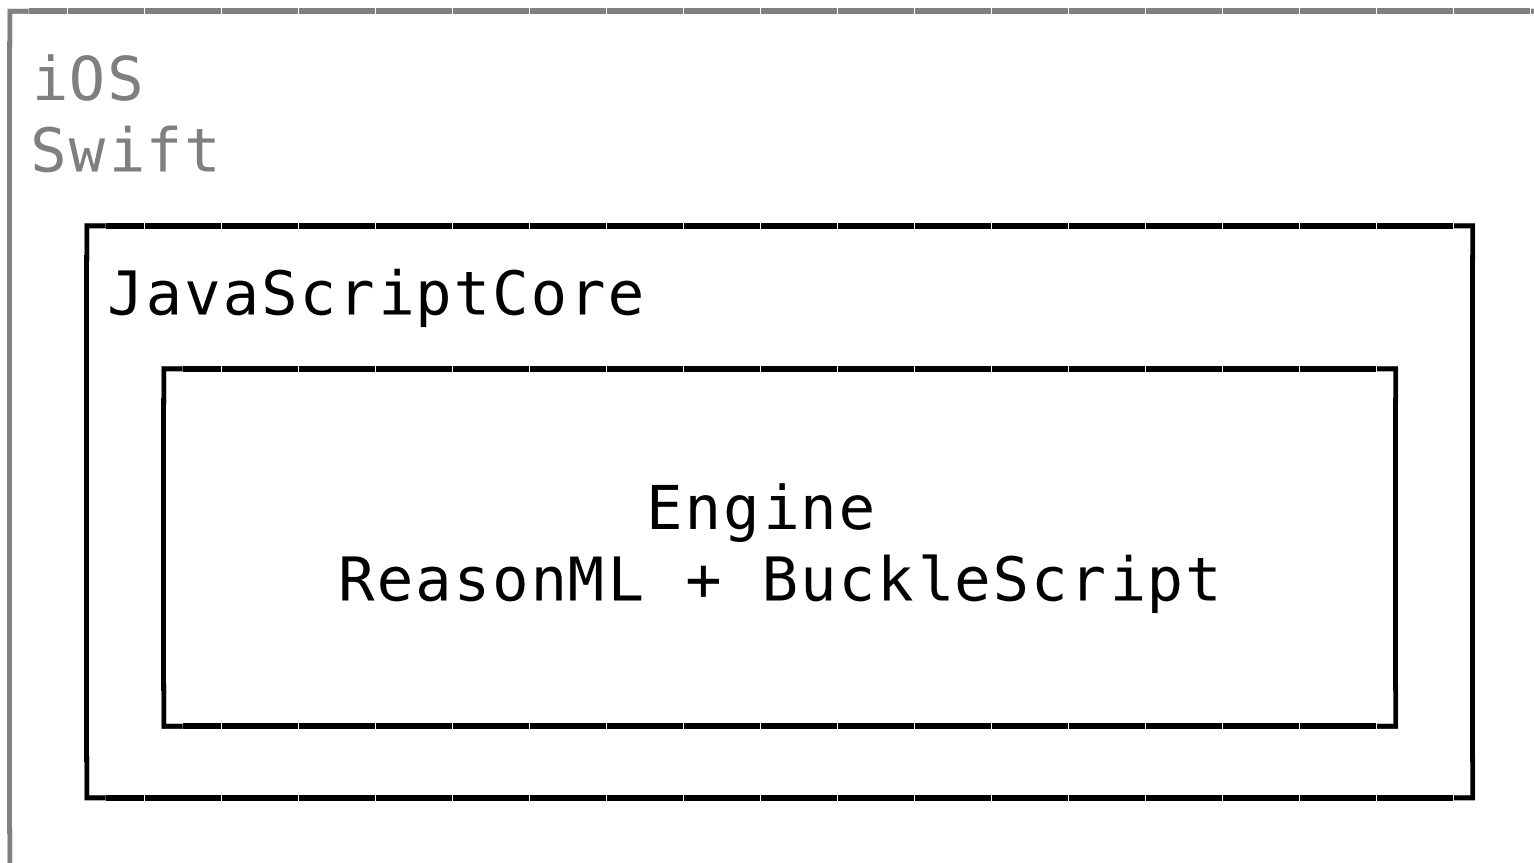 iOS
Swift
JavaScriptCore
Engine
ReasonML + BuckleScript